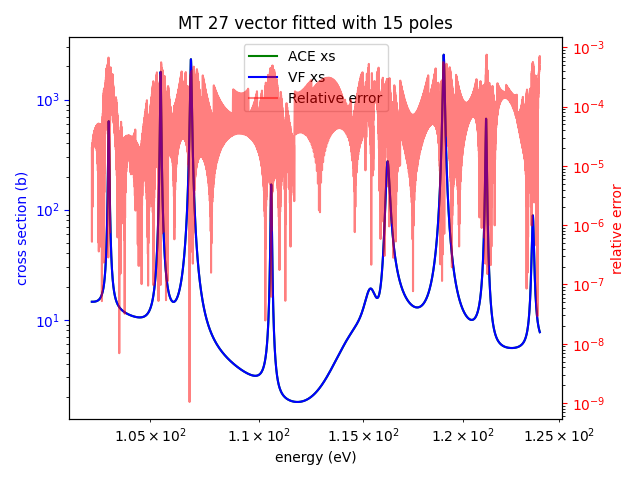 MT 27 vector fitted with 15 poles
ACE xs
VF xs
Relative error
cross section (b)
10³
10²
10¹
10⁻³
10⁻⁴
10⁻⁵
10⁻⁶
10⁻⁷
10⁻⁸
10⁻⁹
relative error
1.05 × 10² 1.1 × 10² 1.15 × 10² 1.2 × 10² 1.25 × 10²
energy (eV)